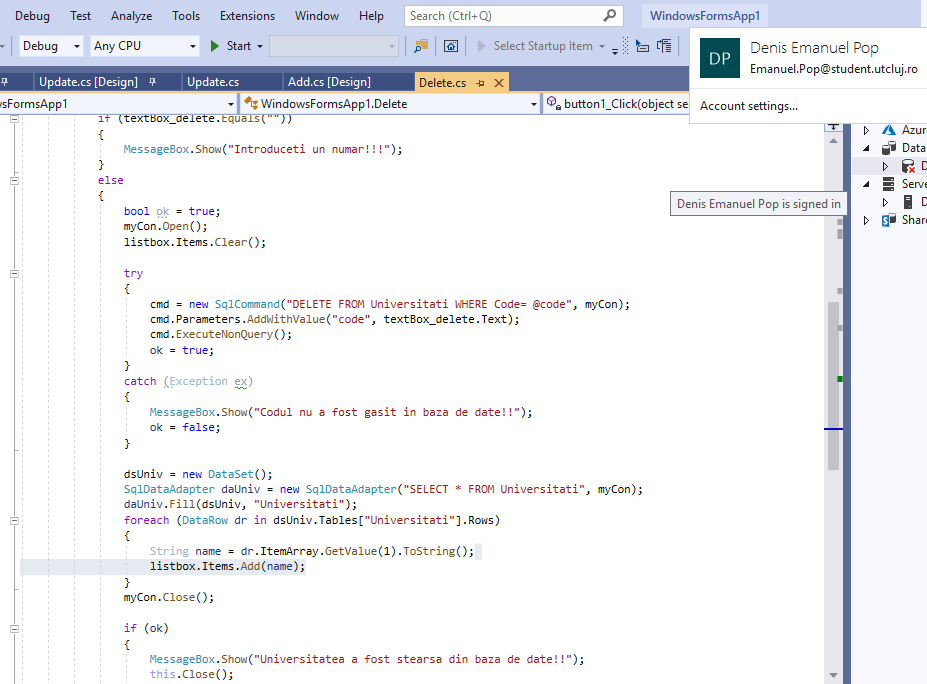 Debug Test Analyze Tools Extensions Window Help Search (Ctrl+Q) WindowsFormsApp1
Debug Any CPU Start Select Startup Item
DP Denis Emanuel Pop
Emanuel.Pop@student.utcluj.ro
Account settings...
Update.cs [Design] Update.cs Add.cs [Design] Delete.cs
sFormsApp1 WindowsFormsApp1.Delete button1_Click(object se
if (textBox_delete.Equals(""))
{
MessageBox.Show("Introduceti un numar!!!");
}
else
{
bool ok = true;
myCon.Open();
listbox.Items.Clear();
try
{
cmd = new SqlCommand("DELETE FROM Universitati WHERE Code= @code", myCon);
cmd.Parameters.AddWithValue("code", textBox_delete.Text);
cmd.ExecuteNonQuery();
ok = true;
}
catch (Exception ex)
{
MessageBox.Show("Codul nu a fost gasit in baza de date!!");
ok = false;
}
dsUniv = new DataSet();
SqlDataAdapter daUniv = new SqlDataAdapter("SELECT * FROM Universitati", myCon);
daUniv.Fill(dsUniv, "Universitati");
foreach (DataRow dr in dsUniv.Tables["Universitati"].Rows)
{
String name = dr.ItemArray.GetValue(1).ToString();
listbox.Items.Add(name);
}
myCon.Close();
if (ok)
{
MessageBox.Show("Universitatea a fost stearsa din baza de date!!");
this.Close();
Denis Emanuel Pop is signed in
Azur
Data
D
Serve
D
Share